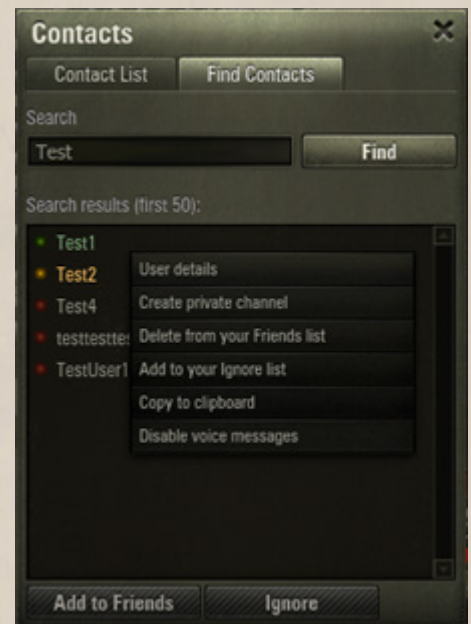 Contacts
Contact List Find Contacts
Search
Test Find
Search results (first 50):
Test1
Test2
Test4
testtestte
TestUser1
User details
Create private channel
Delete from your Friends list
Add to your Ignore list
Copy to clipboard
Disable voice messages
Add to Friends Ignore